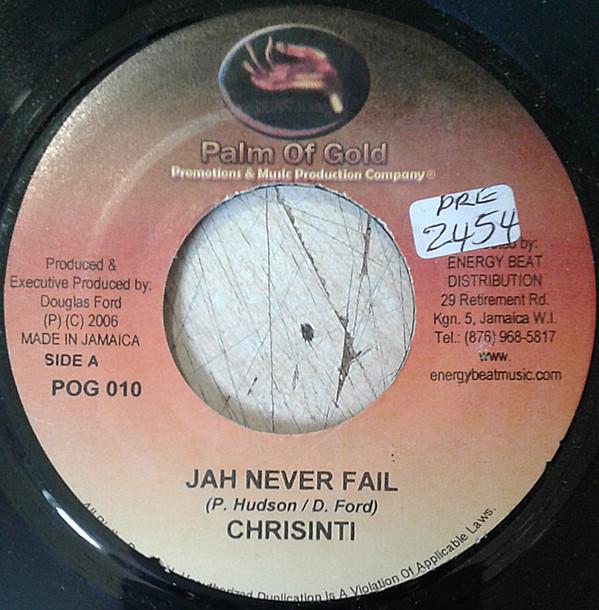 Palm Of Gold
Promotions & Music Production Company®
PRE
2454
Produced &
Executive Produced by:
Douglas Ford
(P) (C) 2006
MADE IN JAMAICA
SIDE A
POG 010
by:
ENERGY BEAT
DISTRIBUTION
29 Retirement Rd.
Kgn. 5, Jamaica W.I.
Tel.: (876) 968-5817
www.
energybeatmusic.com
JAH NEVER FAIL
(P. Hudson / D. Ford)
CHRISINTI
Unauthorized Duplication Is A Violation Of Applicable Laws.